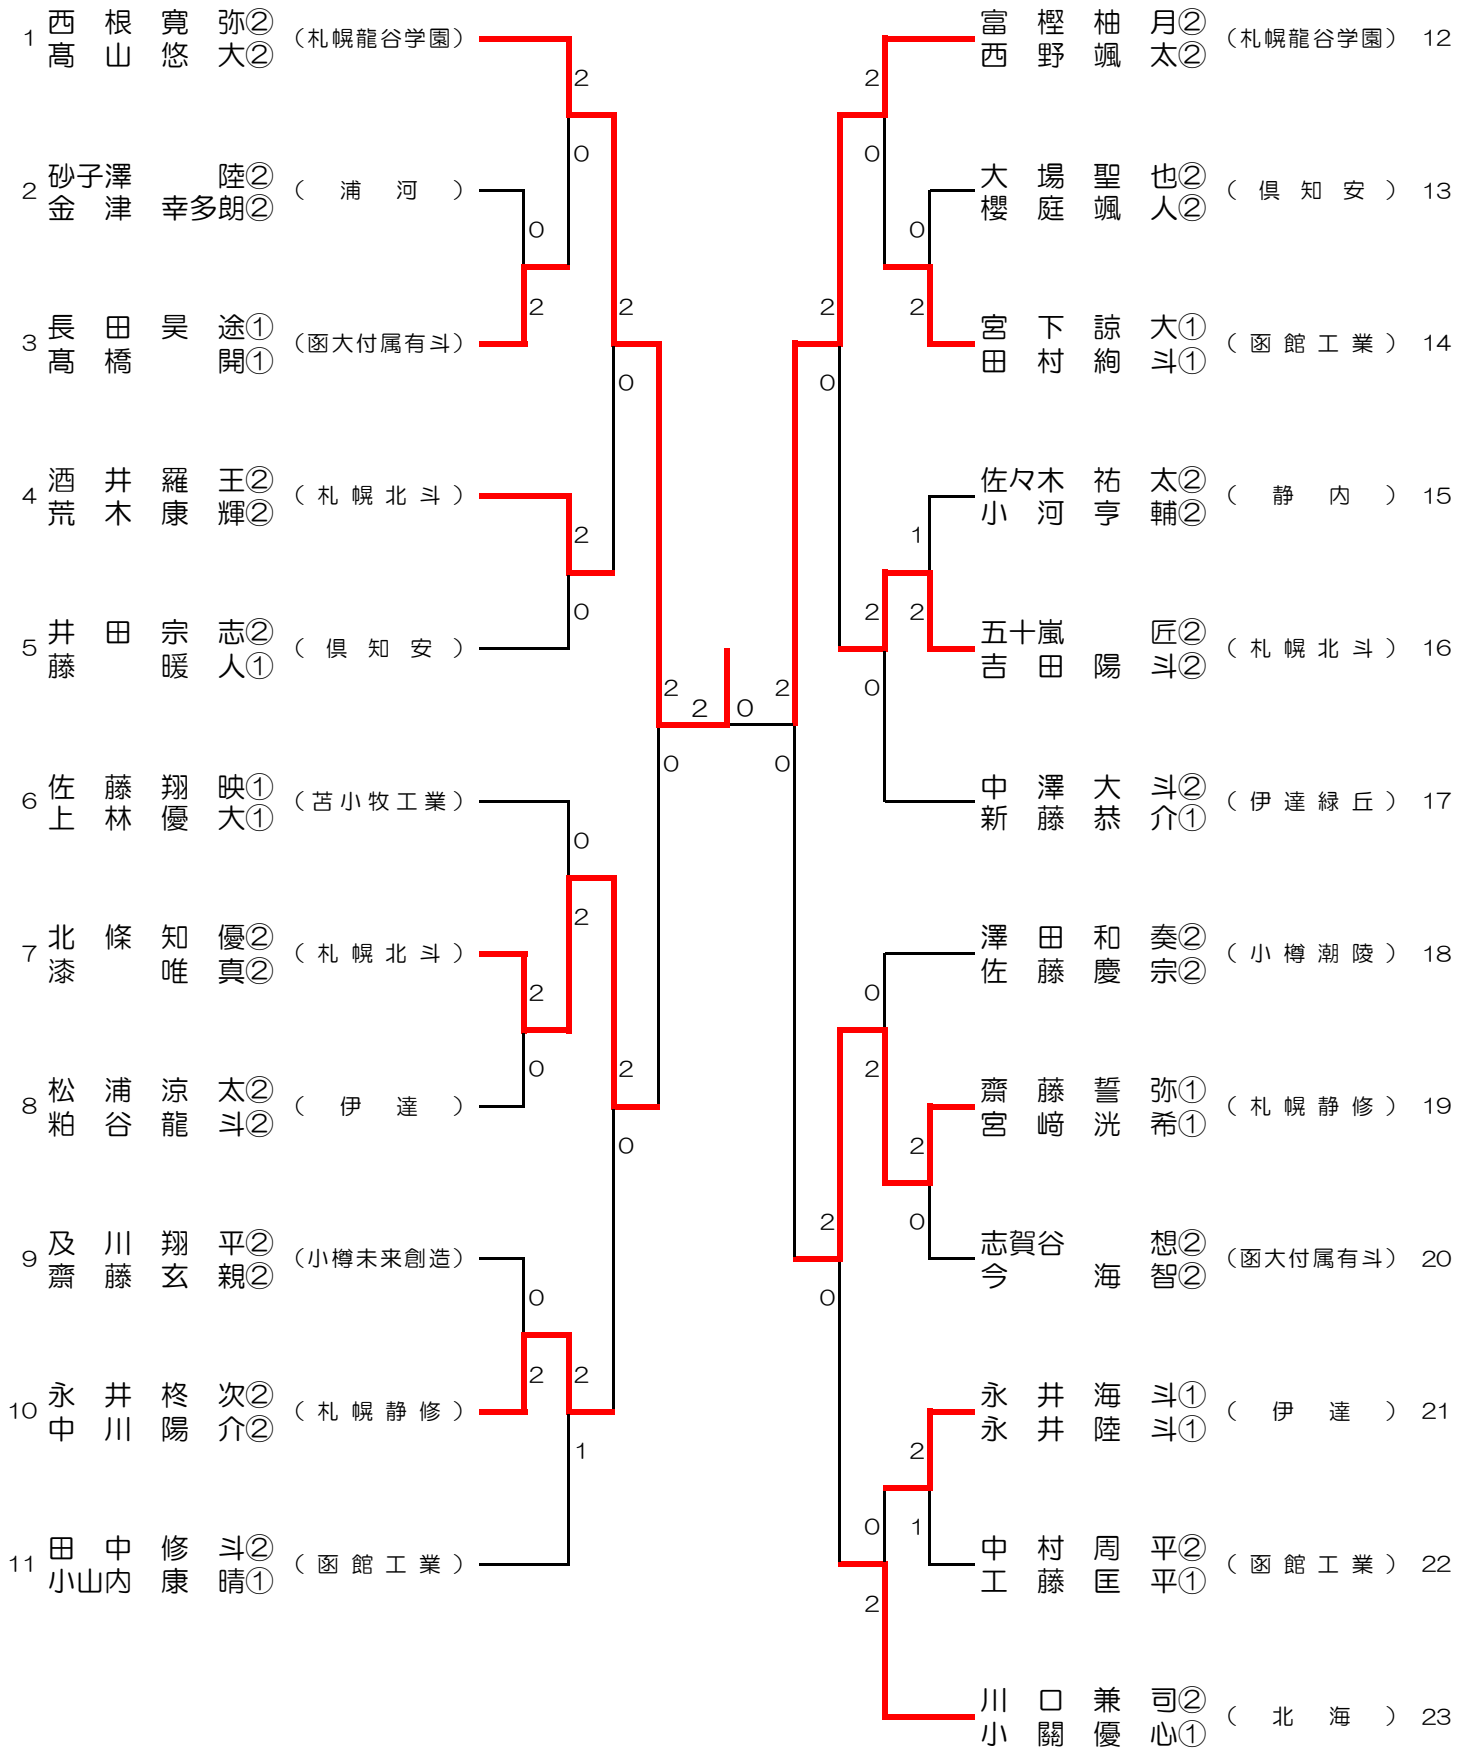 1 西根寛弥② (札幌龍谷学園)
髙山悠大②
2
0
2 砂子澤陸② (浦河)
金津幸多朗②
0
2
3 長田昊途① (函大付属有斗)
髙橋開①
2
0
4 酒井羅王② (札幌北斗)
荒木康輝②
2
0
5 井田宗志② (倶知安)
藤暖人①
2
0
6 佐藤翔映① (苫小牧工業)
上林優大①
0
2
7 北條知優② (札幌北斗)
漆唯真②
2
0
8 松浦涼太② (伊達)
粕谷龍斗②
2
0
9 及川翔平② (小樽未来創造)
齋藤玄親②
0
2
10 永井柊次② (札幌静修)
中川陽介②
2
1
11 田中修斗② (函館工業)
小山内康晴①
2 0
富樫柚月② (札幌龍谷学園) 12
西野颯太②
2
0
大場聖也② (倶知安) 13
櫻庭颯人②
0
2
宮下諒大① (函館工業) 14
田村絢斗①
2
0
佐々木祐太② (静内) 15
小河亨輔②
1
2
五十嵐匠② (札幌北斗) 16
吉田陽斗②
2
0
中澤大斗② (伊達緑丘) 17
新藤恭介①
2
0
澤田和奏② (小樽潮陵) 18
佐藤慶宗②
0
2
齋藤誓弥① (札幌静修) 19
宮﨑洸希①
2
0
志賀谷想② (函大付属有斗) 20
今海智②
2
0
永井海斗① (伊達) 21
永井陸斗①
2
1
中村周平② (函館工業) 22
工藤匡平①
0
2
川口兼司② (北海) 23
小關優心①